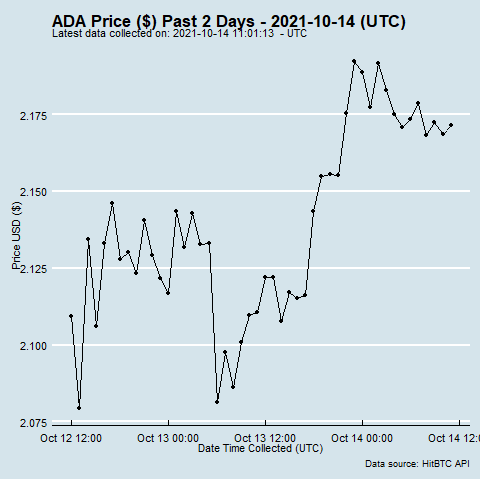 ADA Price ($) Past 2 Days - 2021-10-14 (UTC)
Latest data collected on: 2021-10-14 11:01:13 - UTC
2.175
2.150
2.125
2.100
2.075
Price USD ($)
Oct 12 12:00 Oct 13 00:00 Oct 13 12:00 Oct 14 00:00 Oct 14 12:0
Date Time Collected (UTC)
Data source: HitBTC API